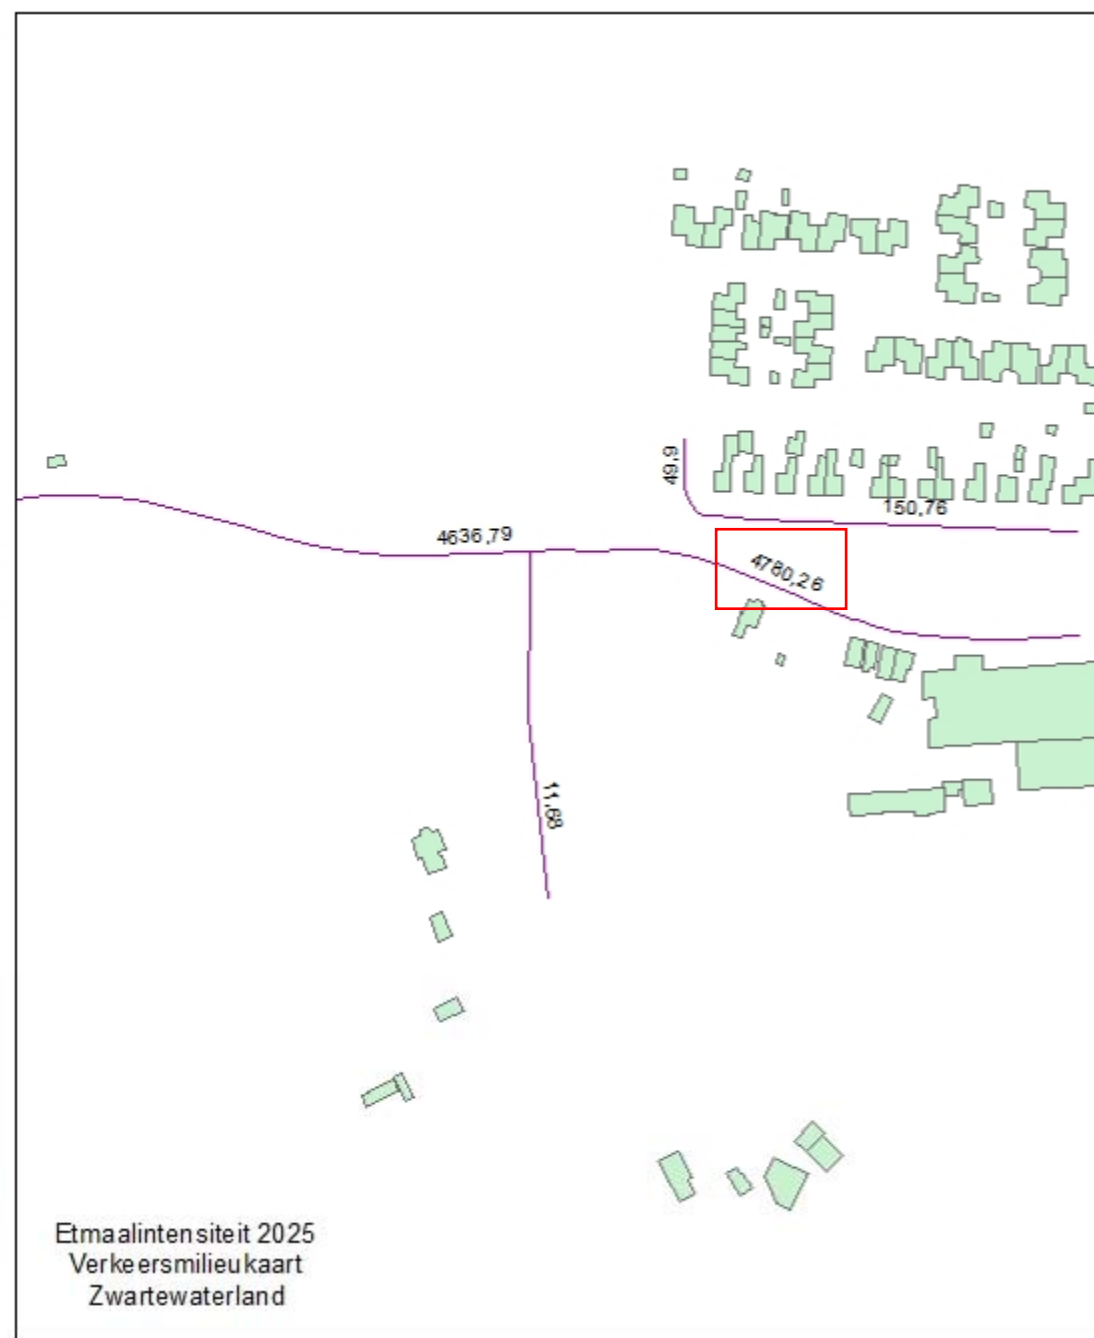 49,9
150,76
4636,79
4780,26
11,68
Etmaalintensiteit 2025
Verkeersmilieukaart
Zwartewaterland